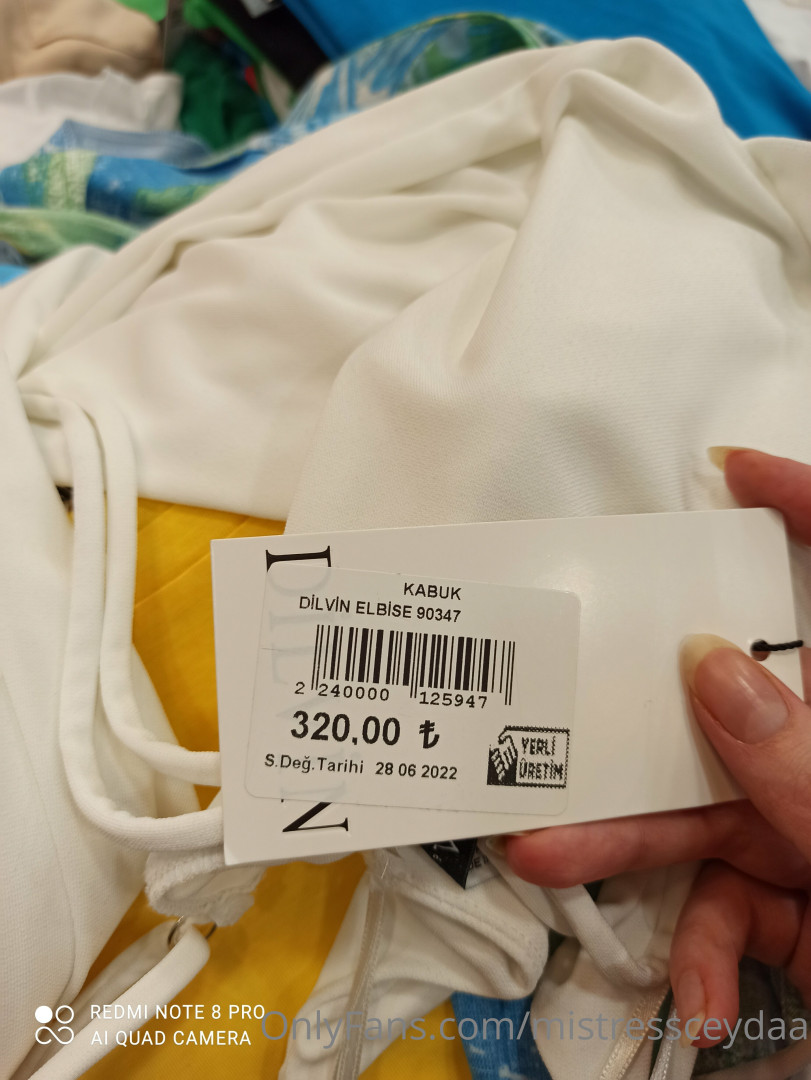 KABUK
DİLVİN ELBİSE 90347
2 240000 125947
320,00 ₺
S.Değ.Tarihi 28 06 2022
YERLİ
ÜRETİM
REDMI NOTE 8 PRO
AI QUAD CAMERA
OnlyFans.com/mistressceydaa